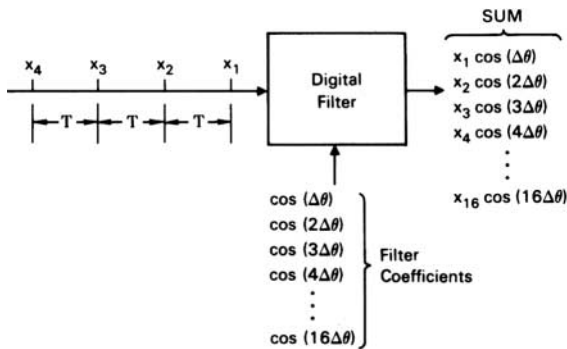 SUM
x₄ x₃ x₂ x₁
T T T
Digital
Filter
x₁ cos (Δθ)
x₂ cos (2Δθ)
x₃ cos (3Δθ)
x₄ cos (4Δθ)
x₁₆ cos (16Δθ)
cos (Δθ)
cos (2Δθ)
cos (3Δθ)
cos (4Δθ)
cos (16Δθ)
Filter
Coefficients